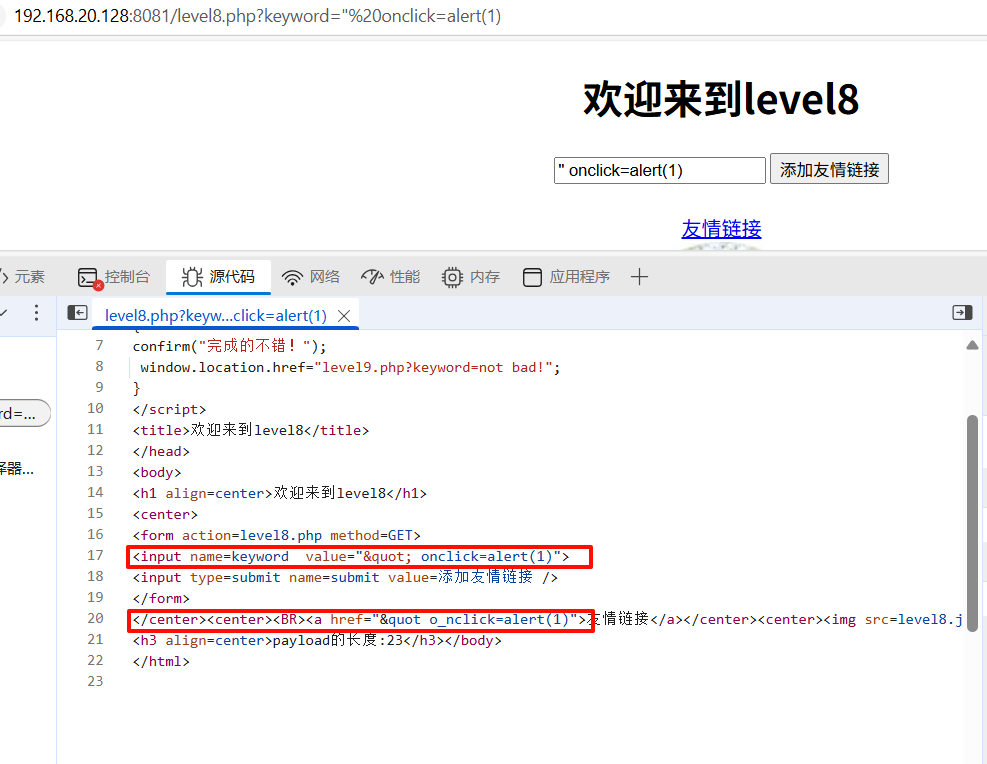 192.168.20.128:8081/level8.php?keyword="%20onclick=alert(1)
欢迎来到level8
" onclick=alert(1) 添加友情链接
友情链接
元素 控制台 源代码 网络 性能 内存 应用程序
level8.php?keyw…click=alert(1)
7 confirm("完成的不错！");
8 window.location.href="level9.php?keyword=not bad!";
9 }
10 </script>
11 <title>欢迎来到level8</title>
12 </head>
13 <body>
14 <h1 align=center>欢迎来到level8</h1>
15 <center>
16 <form action=level8.php method=GET>
17 <input name=keyword  value="&quot; onclick=alert(1)">
18 <input type=submit name=submit value=添加友情链接 />
19 </form>
20 </center><center><BR><a href="&quot o_nclick=alert(1)">友情链接</a></center><center><img src=level8.j
21 <h3 align=center>payload的长度:23</h3></body>
22 </html>
23
rd=...
译器...